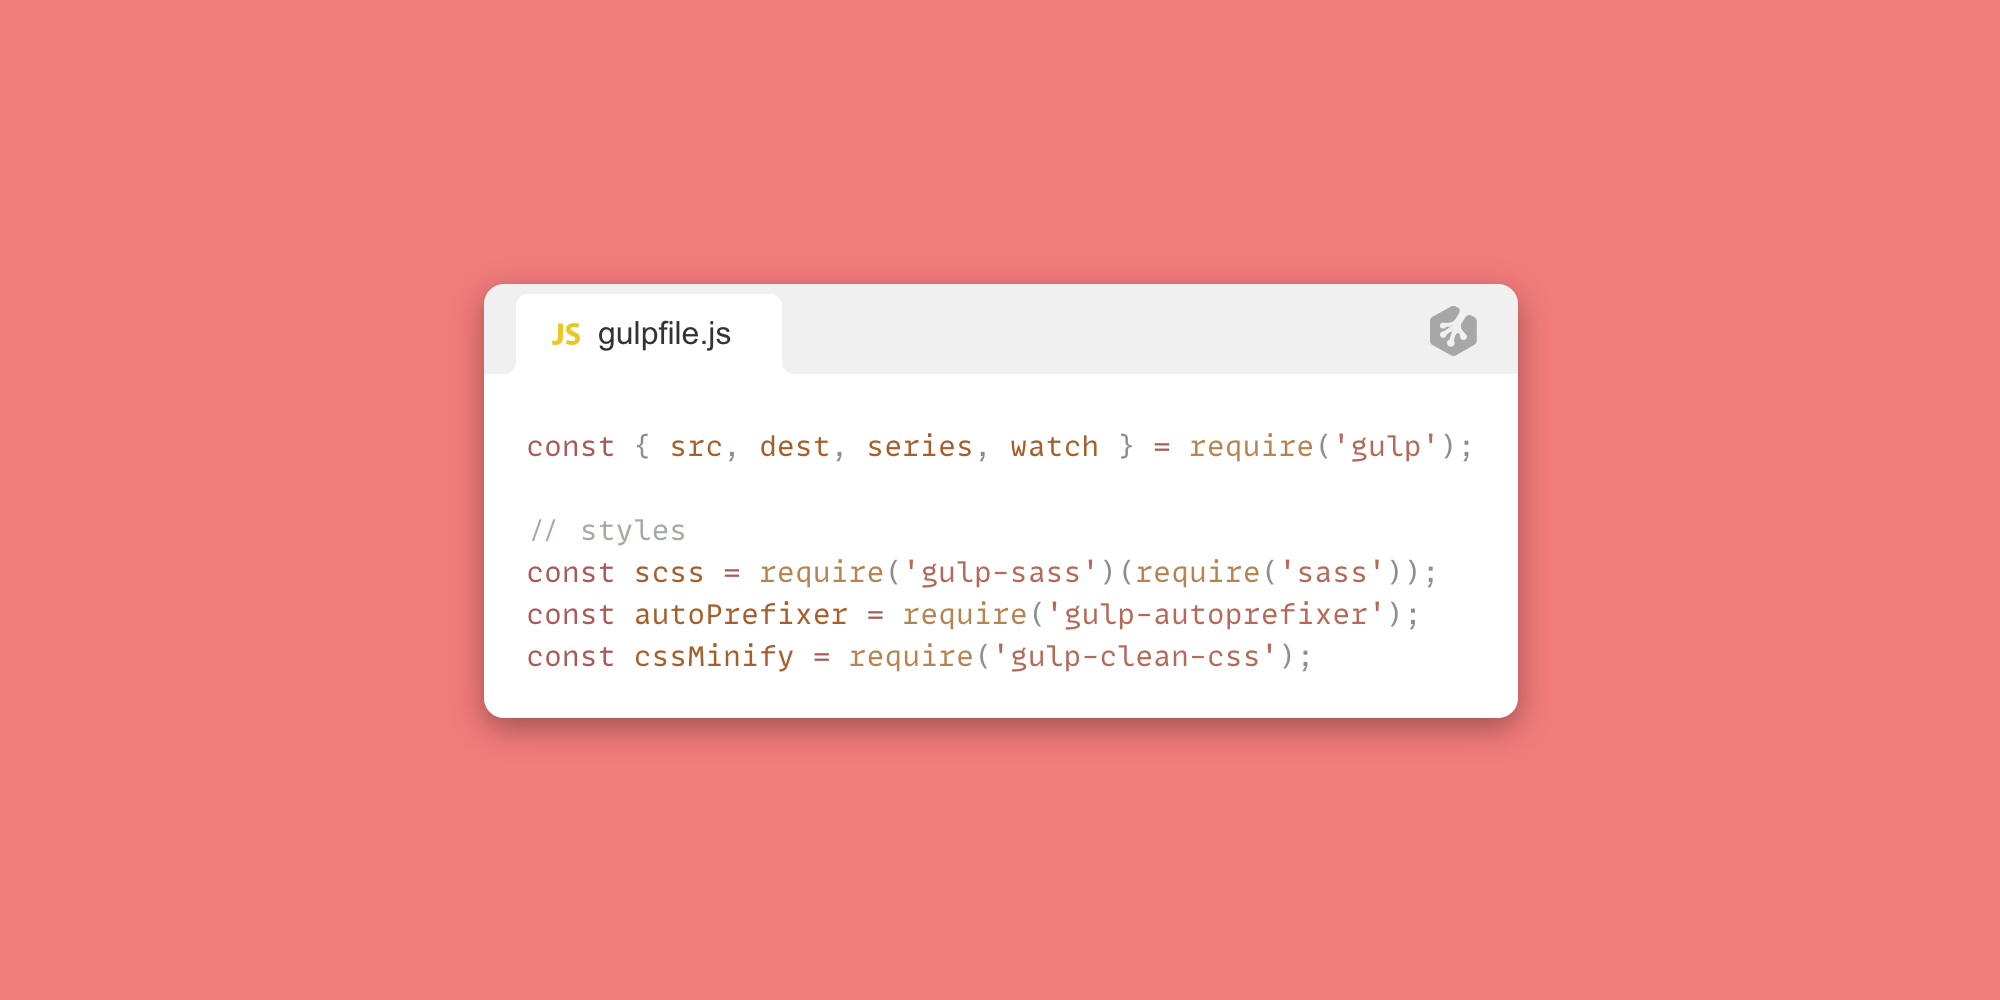 JS gulpfile.js
const { src, dest, series, watch } = require('gulp');
// styles
const scss = require('gulp-sass')(require('sass'));
const autoPrefixer = require('gulp-autoprefixer');
const cssMinify = require('gulp-clean-css');